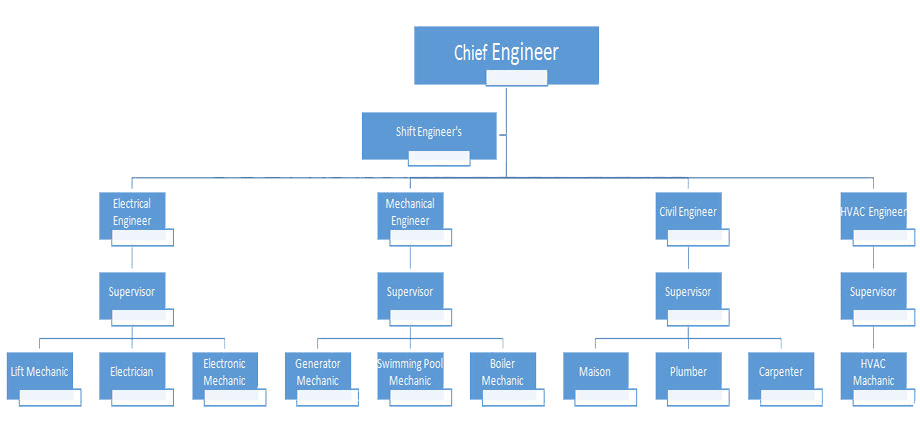 Chief Engineer
Shift Engineer's
Electrical
Engineer
Mechanical
Engineer
Civil Engineer
HVAC Engineer
Supervisor
Supervisor
Supervisor
Supervisor
Lift Mechanic
Electrician
Electronic
Mechanic
Generator
Mechanic
Swimming Pool
Mechanic
Boiler
Mechanic
Maison
Plumber
Carpenter
HVAC
Machanic